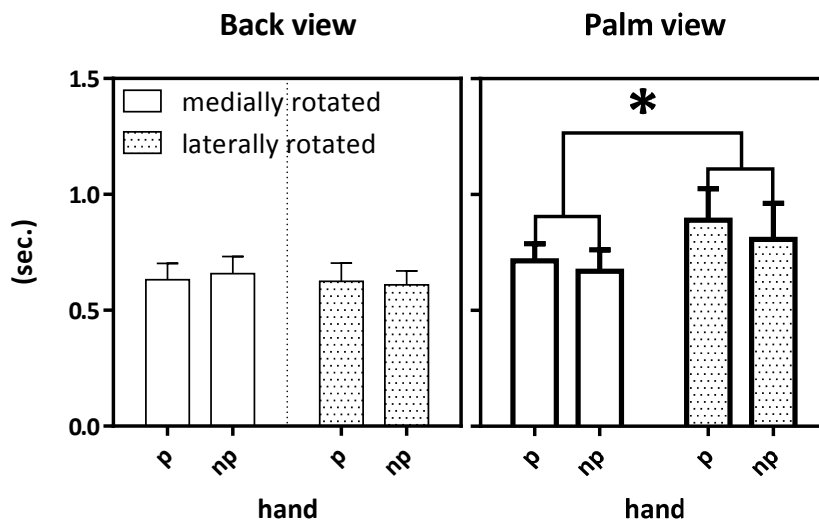 Back view
Palm view
1.5
medially rotated
laterally rotated
*
1.0
(sec.)
0.5
0.0
p np p np p np p np
hand hand